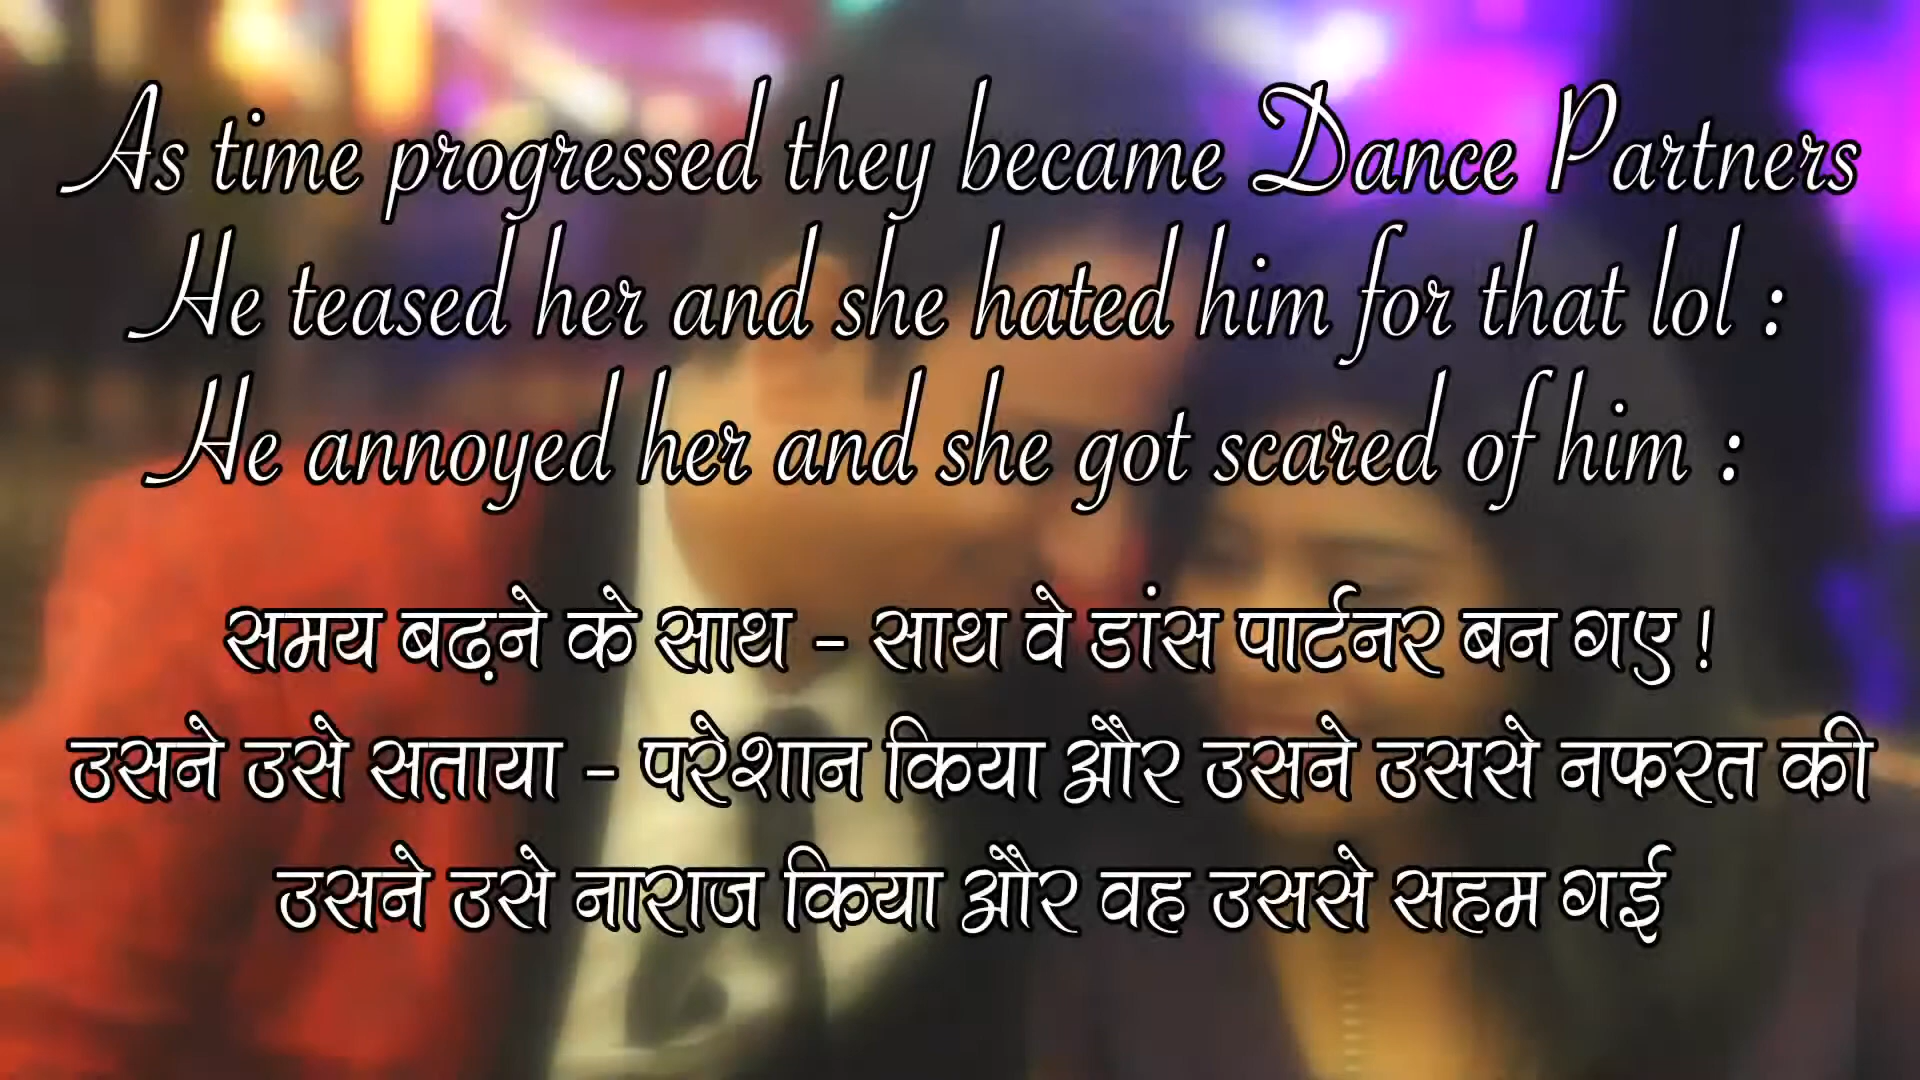 As time progressed they became Dance Partners
He teased her and she hated him for that lol :
He annoyed her and she got scared of him :
समय बढ़ने के साथ - साथ वे डांस पार्टनर बन गए !
उसने उसे सताया - परेशान किया और उसने उससे नफरत की
उसने उसे नाराज किया और वह उससे सहम गई